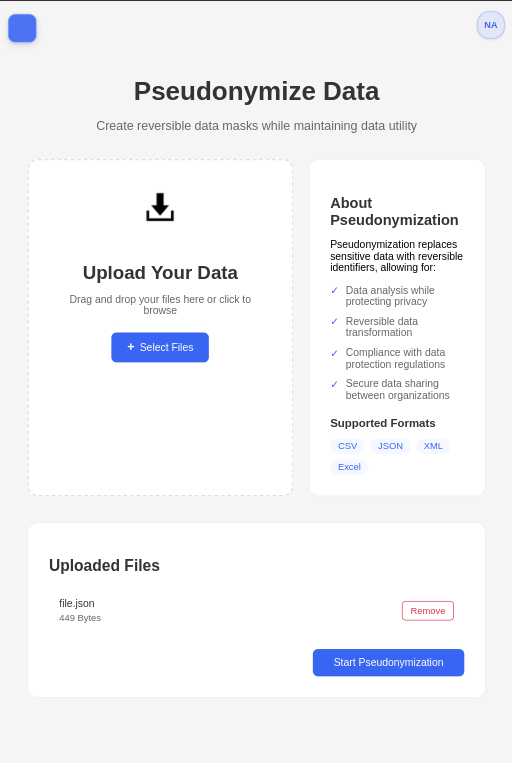 NA
Pseudonymize Data
Create reversible data masks while maintaining data utility
Upload Your Data
Drag and drop your files here or click to
browse
+ Select Files
About
Pseudonymization
Pseudonymization replaces
sensitive data with reversible
identifiers, allowing for:
✓ Data analysis while
protecting privacy
✓ Reversible data
transformation
✓ Compliance with data
protection regulations
✓ Secure data sharing
between organizations
Supported Formats
CSV JSON XML
Excel
Uploaded Files
file.json
449 Bytes
Remove
Start Pseudonymization